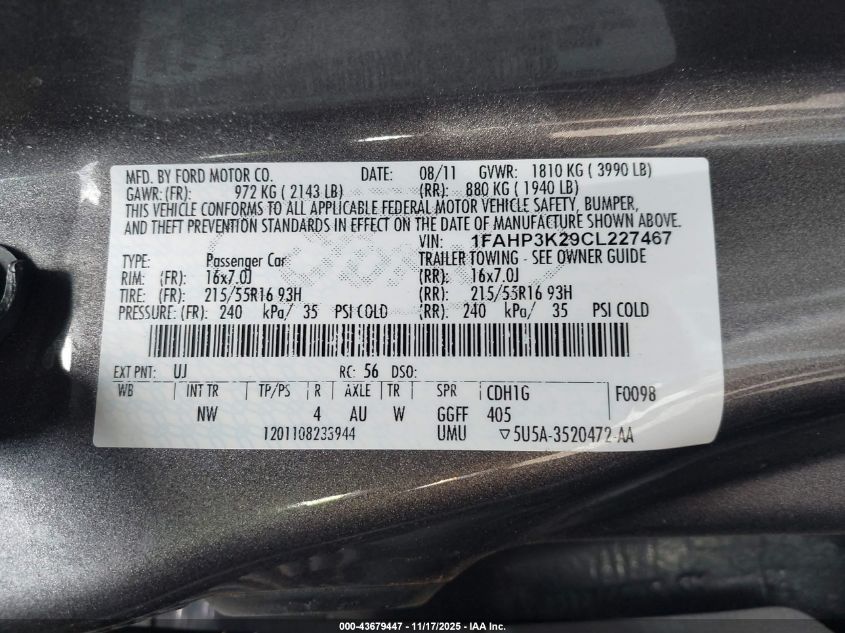 MFD. BY FORD MOTOR CO. DATE: 08/11 GVWR: 1810 KG ( 3990 LB)
GAWR: (FR): 972 KG ( 2143 LB) (RR): 880 KG ( 1940 LB)
THIS VEHICLE CONFORMS TO ALL APPLICABLE FEDERAL MOTOR VEHICLE SAFETY, BUMPER,
AND THEFT PREVENTION STANDARDS IN EFFECT ON THE DATE OF MANUFACTURE SHOWN ABOVE.
VIN: 1FAHP3K29CL227467
TYPE: Passenger Car TRAILER TOWING - SEE OWNER GUIDE
RIM: (FR): 16x7.0J (RR): 16x7.0J
TIRE: (FR): 215/55R16 93H (RR): 215/55R16 93H
PRESSURE: (FR): 240 kPa/ 35 PSI COLD (RR): 240 kPa/ 35 PSI COLD
EXT PNT: UJ RC: 56 DSO:
WB INT TR TP/PS R AXLE TR SPR CDH1G F0098
NW 4 AU W GGFF 405
1201108233944 UMU ▽5U5A-3520472-AA
000-43679447 - 11/17/2025 - IAA Inc.